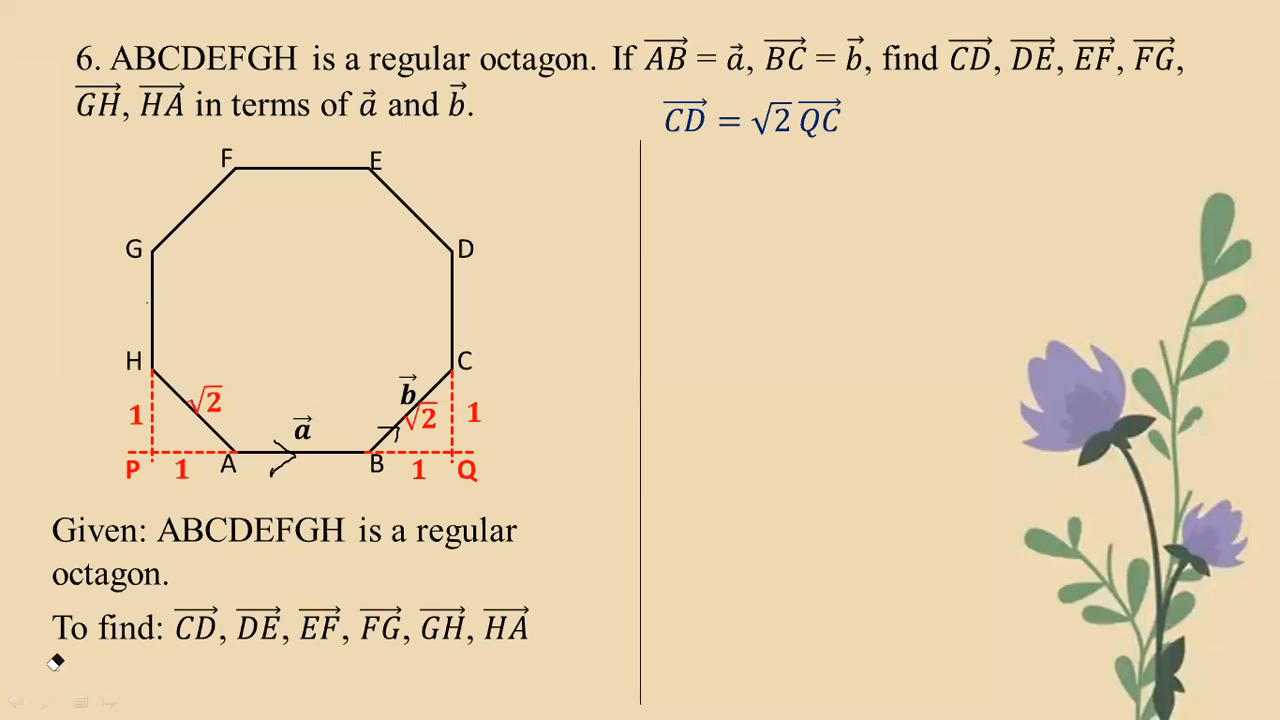 6. ABCDEFGH is a regular octagon. If $\overrightarrow{AB} = \vec{a}$, $\overrightarrow{BC} = \vec{b}$, find $\overrightarrow{CD}$, $\overrightarrow{DE}$, $\overrightarrow{EF}$, $\overrightarrow{FG}$,
$\overrightarrow{GH}$, $\overrightarrow{HA}$ in terms of $\vec{a}$ and $\vec{b}$.
$\overrightarrow{CD} = \sqrt{2}\,\overrightarrow{QC}$
F E
G D
H C
1 √2 $\vec{b}$ √2 1
$\vec{a}$
P 1 A B 1 Q
Given: ABCDEFGH is a regular
octagon.
To find: $\overrightarrow{CD}$, $\overrightarrow{DE}$, $\overrightarrow{EF}$, $\overrightarrow{FG}$, $\overrightarrow{GH}$, $\overrightarrow{HA}$